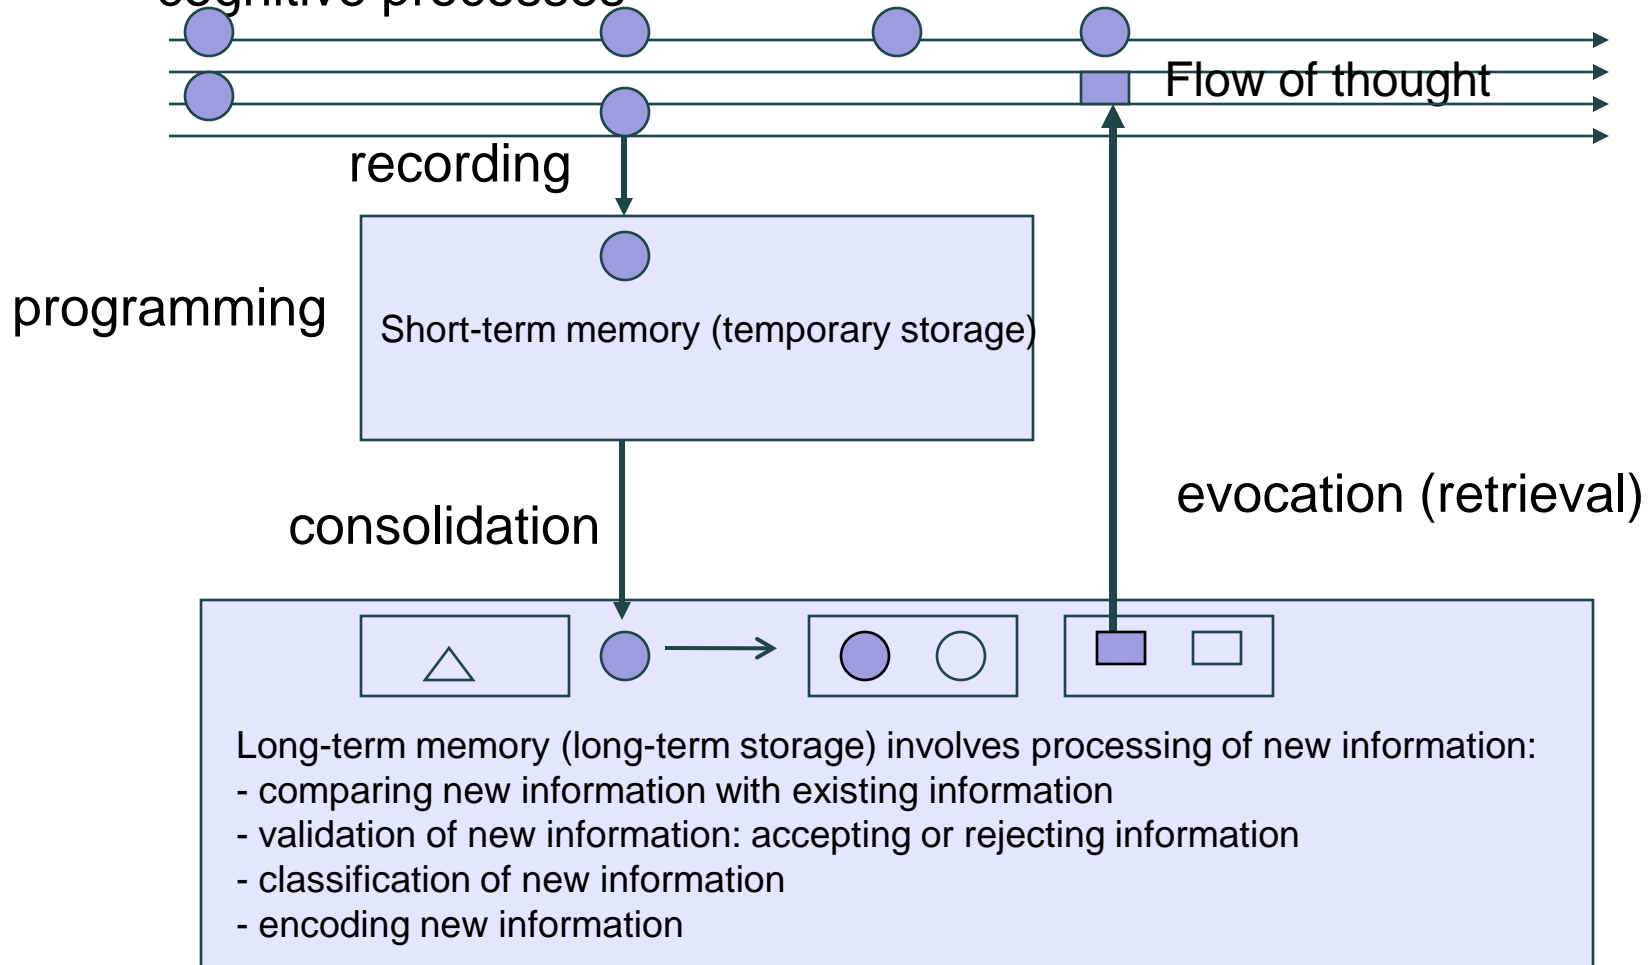 cognitive processes
Flow of thought
recording
programming
Short-term memory (temporary storage)
evocation (retrieval)
consolidation
Long-term memory (long-term storage) involves processing of new information:
- comparing new information with existing information
- validation of new information: accepting or rejecting information
- classification of new information
- encoding new information